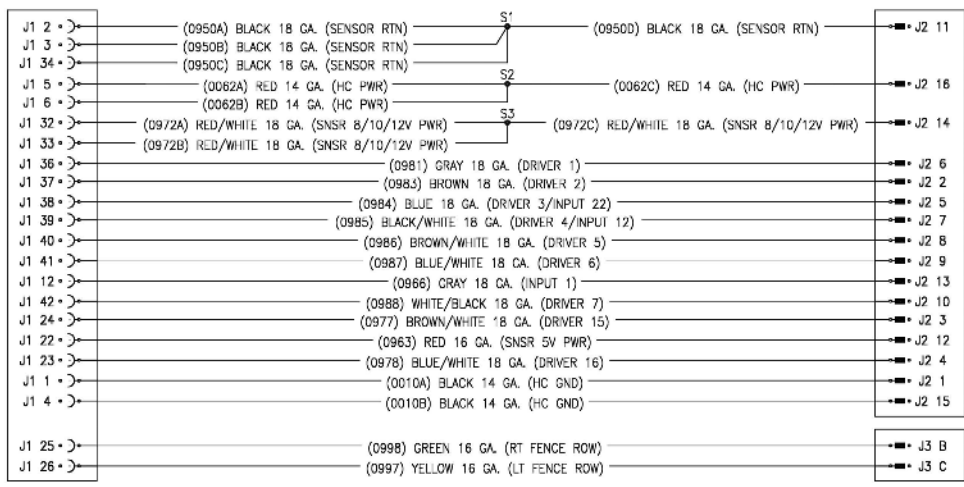 J1 2 (0950A) BLACK 18 GA. (SENSOR RTN) S1 (0950D) BLACK 18 GA. (SENSOR RTN) J2 11
J1 3 (0950B) BLACK 18 GA. (SENSOR RTN)
J1 34 (0950C) BLACK 18 GA. (SENSOR RTN)
J1 5 (0062A) RED 14 GA. (HC PWR) S2 (0062C) RED 14 GA. (HC PWR) J2 16
J1 6 (0062B) RED 14 GA. (HC PWR)
J1 32 (0972A) RED/WHITE 18 GA. (SNSR 8/10/12V PWR) S3 (0972C) RED/WHITE 18 GA. (SNSR 8/10/12V PWR) J2 14
J1 33 (0972B) RED/WHITE 18 GA. (SNSR 8/10/12V PWR)
J1 36 (0981) GRAY 18 GA. (DRIVER 1) J2 6
J1 37 (0983) BROWN 18 GA. (DRIVER 2) J2 2
J1 38 (0984) BLUE 18 GA. (DRIVER 3/INPUT 22) J2 5
J1 39 (0985) BLACK/WHITE 18 GA. (DRIVER 4/INPUT 12) J2 7
J1 40 (0986) BROWN/WHITE 18 GA. (DRIVER 5) J2 8
J1 41 (0987) BLUE/WHITE 18 GA. (DRIVER 6) J2 9
J1 12 (0966) GRAY 18 GA. (INPUT 1) J2 13
J1 42 (0988) WHITE/BLACK 18 GA. (DRIVER 7) J2 10
J1 24 (0977) BROWN/WHITE 18 GA. (DRIVER 15) J2 3
J1 22 (0963) RED 16 GA. (SNSR 5V PWR) J2 12
J1 23 (0978) BLUE/WHITE 18 GA. (DRIVER 16) J2 4
J1 1 (0010A) BLACK 14 GA. (HC GND) J2 1
J1 4 (0010B) BLACK 14 GA. (HC GND) J2 15
J1 25 (0998) GREEN 16 GA. (RT FENCE ROW) J3 B
J1 26 (0997) YELLOW 16 GA. (LT FENCE ROW) J3 C